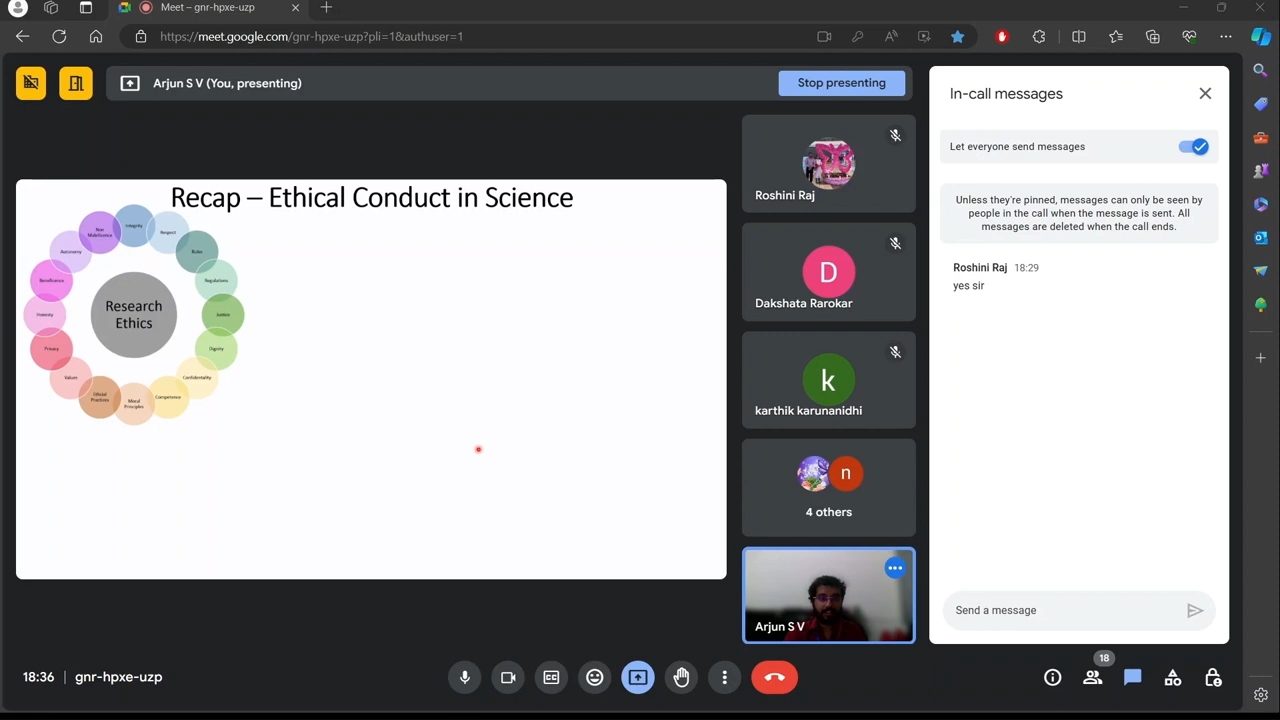 Meet – gnr-hpxe-uzp
https://meet.google.com/gnr-hpxe-uzp?pli=1&authuser=1
Arjun S V (You, presenting)
Stop presenting
Recap – Ethical Conduct in Science
Integrity
Respect
Rules
Regulations
Justice
Dignity
Confidentiality
Competence
Moral
Principles
Ethical
Practices
Values
Privacy
Honesty
Beneficence
Autonomy
Non
Maleficence
Research
Ethics
Roshini Raj
D
Dakshata Rarokar
k
karthik karunanidhi
n
4 others
Arjun S V
In-call messages
Let everyone send messages
Unless they're pinned, messages can only be seen by
people in the call when the message is sent. All
messages are deleted when the call ends.
Roshini Raj 18:29
yes sir
Send a message
18:36 | gnr-hpxe-uzp
18